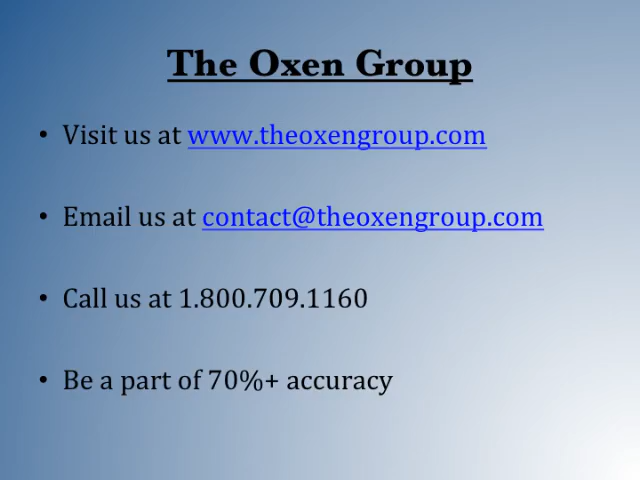 The Oxen Group
• Visit us at www.theoxengroup.com
• Email us at contact@theoxengroup.com
• Call us at 1.800.709.1160
• Be a part of 70%+ accuracy